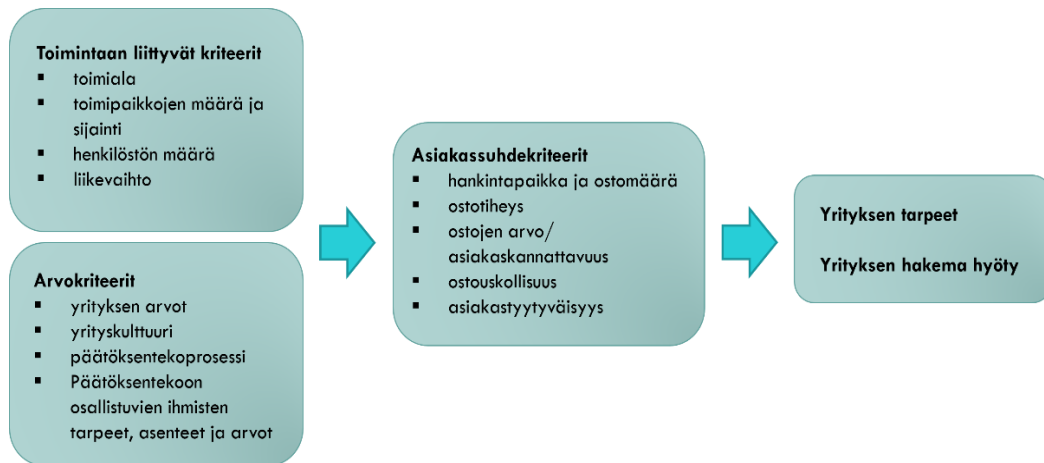 Toimintaan liittyvät kriteerit
▪ toimiala
▪ toimipaikkojen määrä ja
sijainti
▪ henkilöstön määrä
▪ liikevaihto
Arvokriteerit
▪ yrityksen arvot
▪ yrityskulttuuri
▪ päätöksentekoprosessi
▪ Päätöksentekoon
osallistuvien ihmisten
tarpeet, asenteet ja arvot
Asiakassuhdekriteerit
▪ hankintapaikka ja ostomäärä
▪ ostotiheys
▪ ostojen arvo/
asiakaskannattavuus
▪ ostouskollisuus
▪ asiakastyytyväisyys
Yrityksen tarpeet
Yrityksen hakema hyöty